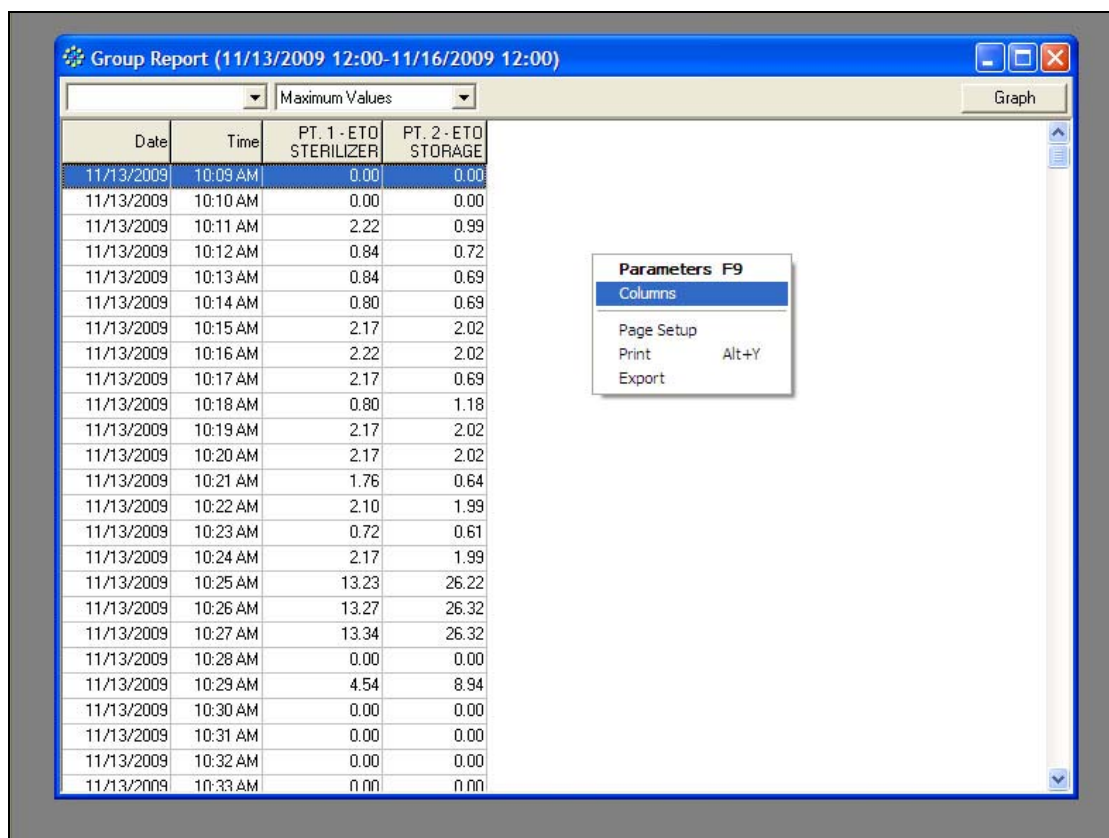 Group Report (11/13/2009 12:00-11/16/2009 12:00)
Maximum Values Graph
Date Time PT. 1 - ETO STERILIZER PT. 2 - ETO STORAGE
11/13/2009 10:09 AM 0.00 0.00
11/13/2009 10:10 AM 0.00 0.00
11/13/2009 10:11 AM 2.22 0.99
11/13/2009 10:12 AM 0.84 0.72
11/13/2009 10:13 AM 0.84 0.69
11/13/2009 10:14 AM 0.80 0.69
11/13/2009 10:15 AM 2.17 2.02
11/13/2009 10:16 AM 2.22 2.02
11/13/2009 10:17 AM 2.17 0.69
11/13/2009 10:18 AM 0.80 1.18
11/13/2009 10:19 AM 2.17 2.02
11/13/2009 10:20 AM 2.17 2.02
11/13/2009 10:21 AM 1.76 0.64
11/13/2009 10:22 AM 2.10 1.99
11/13/2009 10:23 AM 0.72 0.61
11/13/2009 10:24 AM 2.17 1.99
11/13/2009 10:25 AM 13.23 26.22
11/13/2009 10:26 AM 13.27 26.32
11/13/2009 10:27 AM 13.34 26.32
11/13/2009 10:28 AM 0.00 0.00
11/13/2009 10:29 AM 4.54 8.94
11/13/2009 10:30 AM 0.00 0.00
11/13/2009 10:31 AM 0.00 0.00
11/13/2009 10:32 AM 0.00 0.00
11/13/2009 10:33 AM 0.00 0.00
Parameters F9
Columns
Page Setup
Print Alt+Y
Export